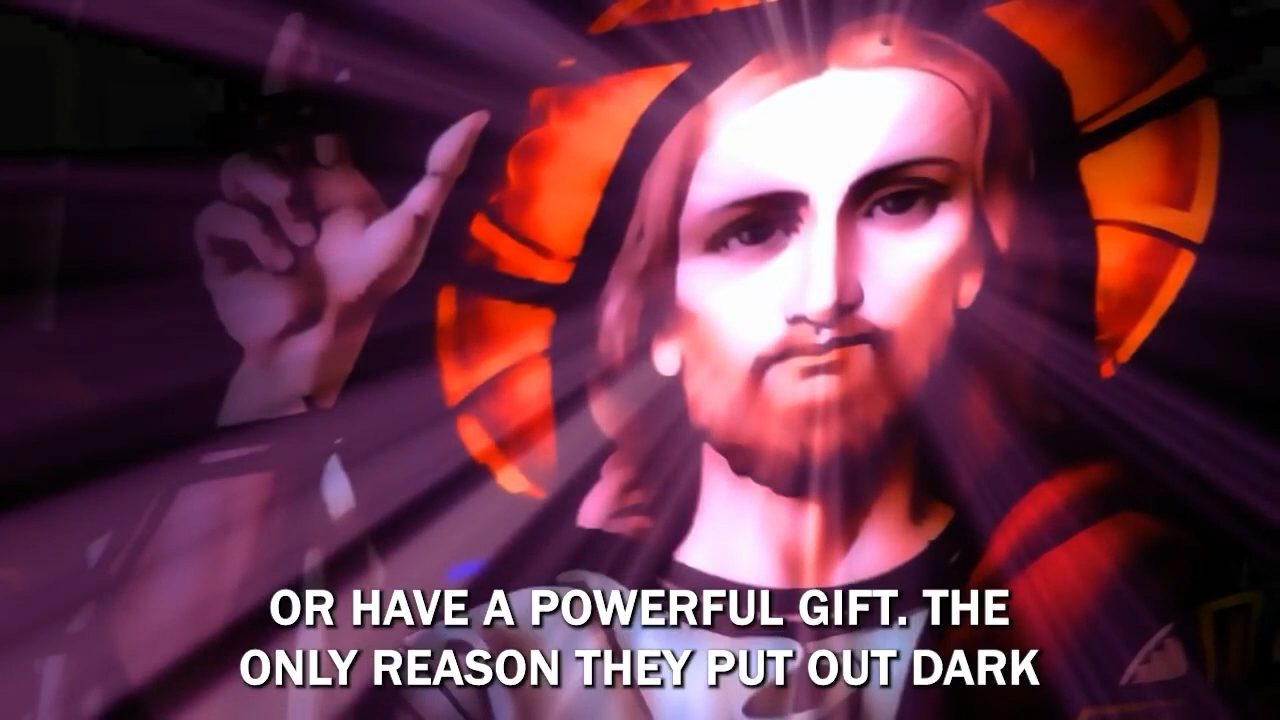 OR HAVE A POWERFUL GIFT. THE
ONLY REASON THEY PUT OUT DARK